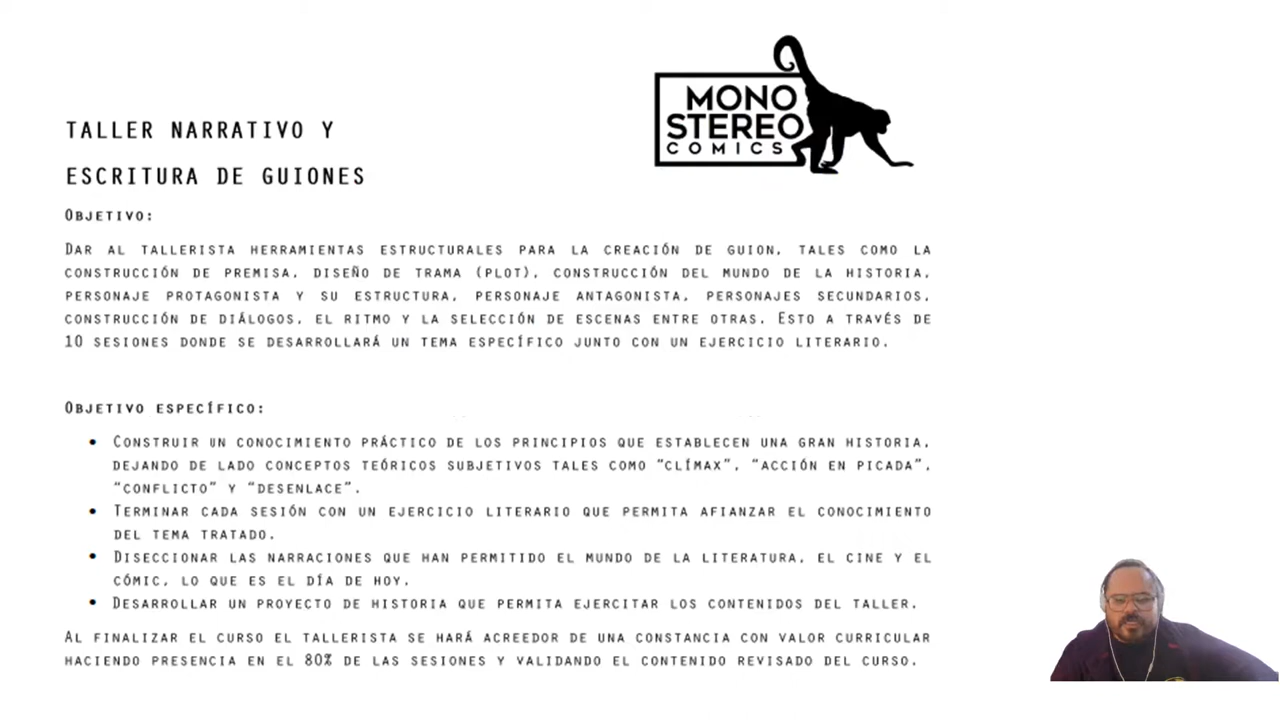 MONO
STEREO
COMICS
TALLER NARRATIVO Y
ESCRITURA DE GUIONES
OBJETIVO:
DAR AL TALLERISTA HERRAMIENTAS ESTRUCTURALES PARA LA CREACIÓN DE GUION, TALES COMO LA
CONSTRUCCIÓN DE PREMISA, DISEÑO DE TRAMA (PLOT), CONSTRUCCIÓN DEL MUNDO DE LA HISTORIA,
PERSONAJE PROTAGONISTA Y SU ESTRUCTURA, PERSONAJE ANTAGONISTA, PERSONAJES SECUNDARIOS,
CONSTRUCCIÓN DE DIÁLOGOS, EL RITMO Y LA SELECCIÓN DE ESCENAS ENTRE OTRAS. ESTO A TRAVÉS DE
10 SESIONES DONDE SE DESARROLLARÁ UN TEMA ESPECÍFICO JUNTO CON UN EJERCICIO LITERARIO.
OBJETIVO ESPECÍFICO:
• CONSTRUIR UN CONOCIMIENTO PRÁCTICO DE LOS PRINCIPIOS QUE ESTABLECEN UNA GRAN HISTORIA,
DEJANDO DE LADO CONCEPTOS TEÓRICOS SUBJETIVOS TALES COMO "CLÍMAX", "ACCIÓN EN PICADA",
"CONFLICTO" Y "DESENLACE".
• TERMINAR CADA SESIÓN CON UN EJERCICIO LITERARIO QUE PERMITA AFIANZAR EL CONOCIMIENTO
DEL TEMA TRATADO.
• DISECCIONAR LAS NARRACIONES QUE HAN PERMITIDO EL MUNDO DE LA LITERATURA, EL CINE Y EL
CÓMIC, LO QUE ES EL DÍA DE HOY.
• DESARROLLAR UN PROYECTO DE HISTORIA QUE PERMITA EJERCITAR LOS CONTENIDOS DEL TALLER.
AL FINALIZAR EL CURSO EL TALLERISTA SE HARÁ ACREEDOR DE UNA CONSTANCIA CON VALOR CURRICULAR
HACIENDO PRESENCIA EN EL 80% DE LAS SESIONES Y VALIDANDO EL CONTENIDO REVISADO DEL CURSO.